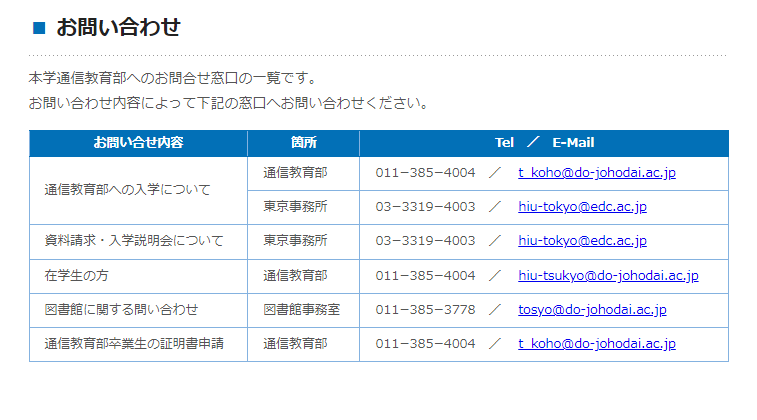 ■ お問い合わせ
本学通信教育部へのお問合せ窓口の一覧です。
お問い合わせ内容によって下記の窓口へお問い合わせください。
お問い合せ内容 箇所 Tel ／ E-Mail
通信教育部への入学について 通信教育部 011−385−4004 ／ t_koho@do-johodai.ac.jp
東京事務所 03−3319−4003 ／ hiu-tokyo@edc.ac.jp
資料請求・入学説明会について 東京事務所 03−3319−4003 ／ hiu-tokyo@edc.ac.jp
在学生の方 通信教育部 011−385−4004 ／ hiu-tsukyo@do-johodai.ac.jp
図書館に関する問い合わせ 図書館事務室 011−385−3778 ／ tosyo@do-johodai.ac.jp
通信教育部卒業生の証明書申請 通信教育部 011−385−4004 ／ t_koho@do-johodai.ac.jp